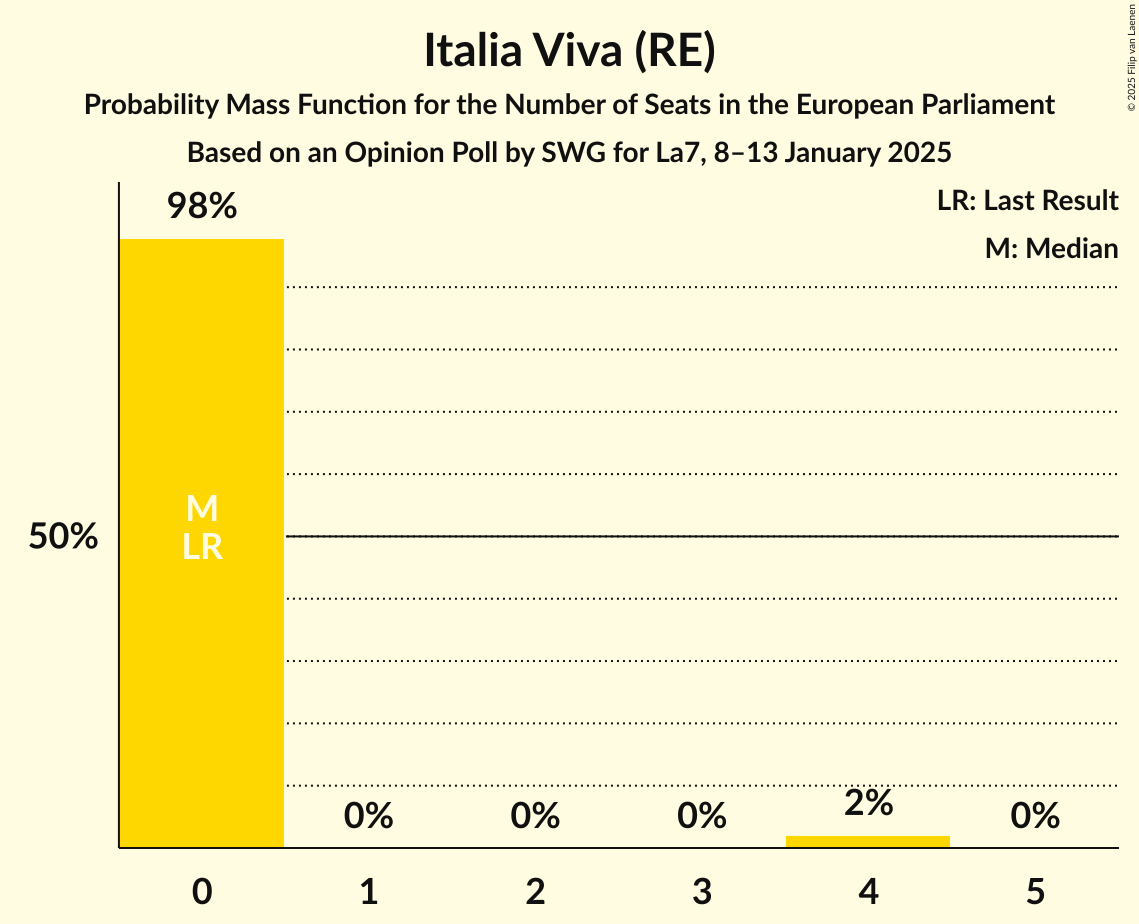 Italia Viva (RE)
Probability Mass Function for the Number of Seats in the European Parliament
Based on an Opinion Poll by SWG for La7, 8–13 January 2025
© 2025 Filip van Laenen
LR: Last Result
M: Median
98%
M
LR
50%
0%
0%
0%
2%
0%
0
1
2
3
4
5